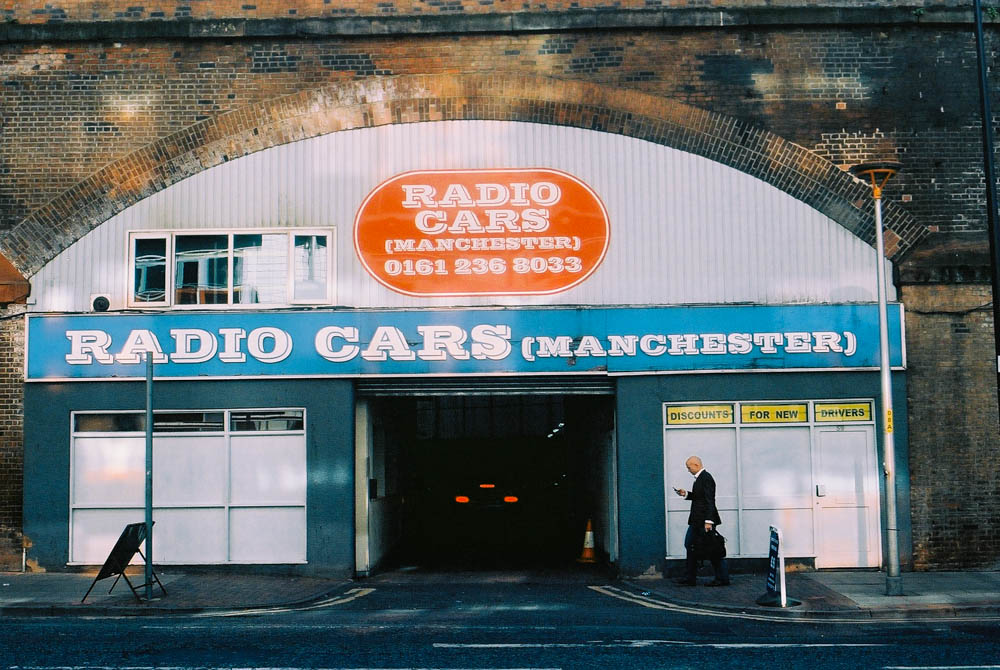 RADIO
CARS
(MANCHESTER)
0161 236 8033
RADIO CARS (MANCHESTER)
DISCOUNTS FOR NEW DRIVERS